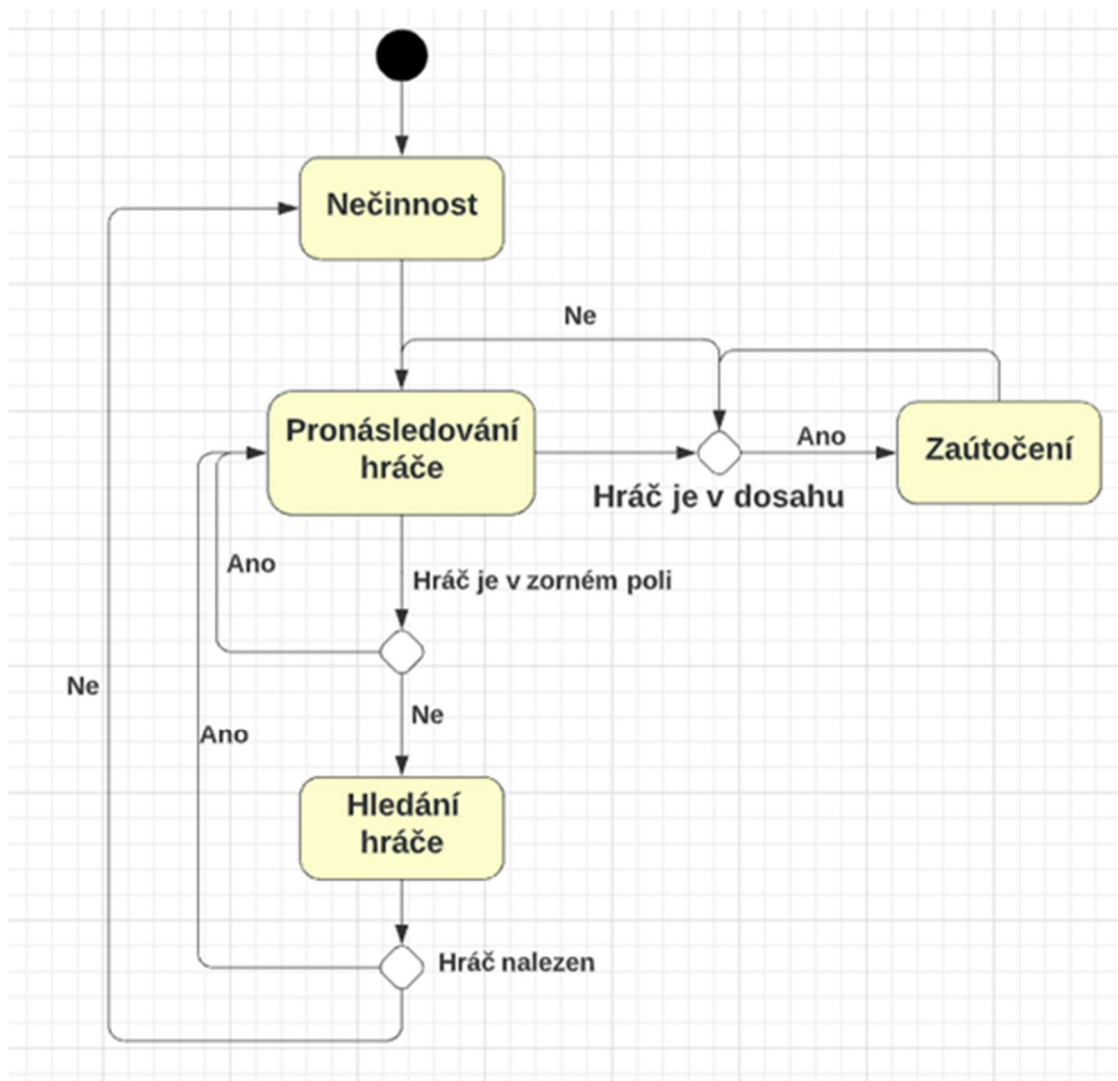 Nečinnost
Ne
Pronásledování
hráče
Ano
Zaútočení
Hráč je v dosahu
Ano
Hráč je v zorném poli
Ne
Ne
Ano
Hledání
hráče
Hráč nalezen